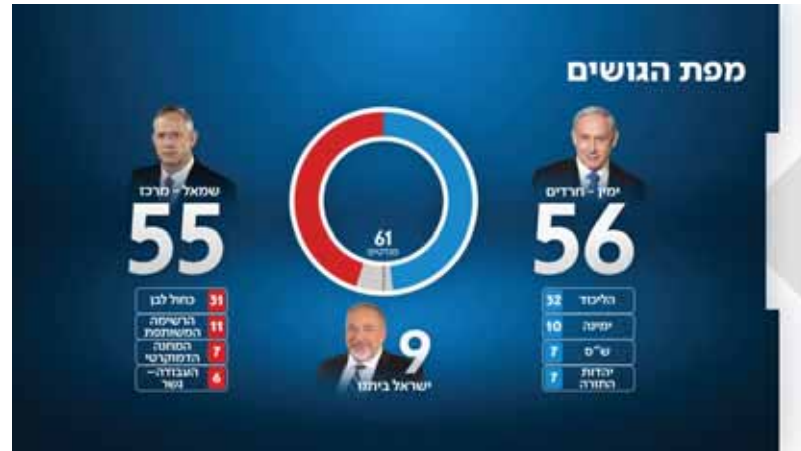 מפת הגושים
ימין - חרדים
56
הליכוד 32
ימינה 10
ש"ס 7
יהדות
התורה 7
61
מנדטים
שמאל - מרכז
55
כחול לבן 31
הרשימה
המשותפת 11
המחנה
הדמוקרטי 7
העבודה–
גשר 6
9
ישראל ביתנו